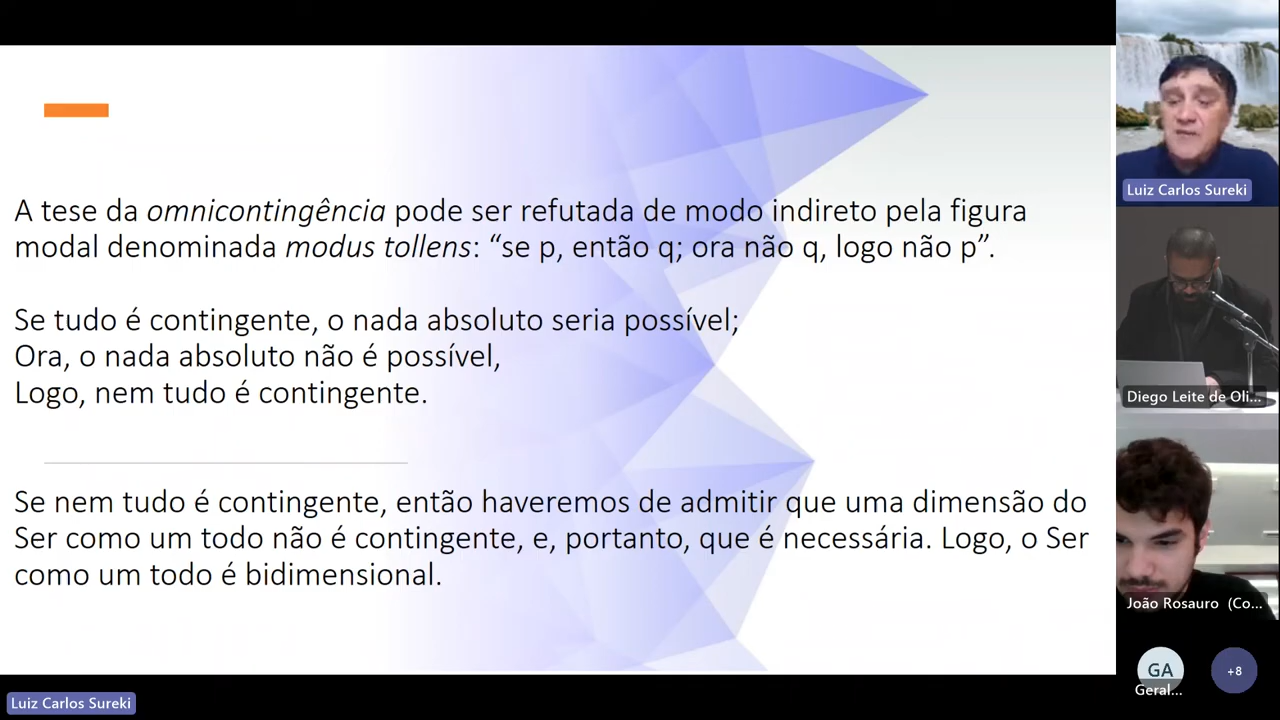 A tese da omnicontingência pode ser refutada de modo indireto pela figura
modal denominada modus tollens: “se p, então q; ora não q, logo não p”.
Se tudo é contingente, o nada absoluto seria possível;
Ora, o nada absoluto não é possível,
Logo, nem tudo é contingente.
Se nem tudo é contingente, então haveremos de admitir que uma dimensão do
Ser como um todo não é contingente, e, portanto, que é necessária. Logo, o Ser
como um todo é bidimensional.
Luiz Carlos Sureki
Diego Leite de Oli...
João Rosauro (Co...
GA
Geral...
+8
Luiz Carlos Sureki